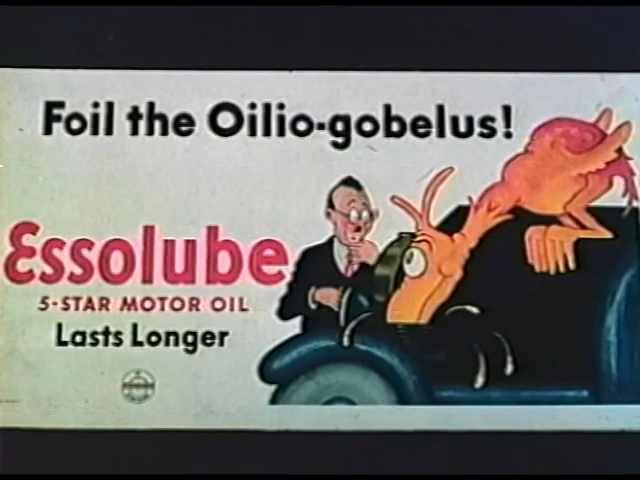 Foil the Oilio-gobelus!
Essolube
5-STAR MOTOR OIL
Lasts Longer